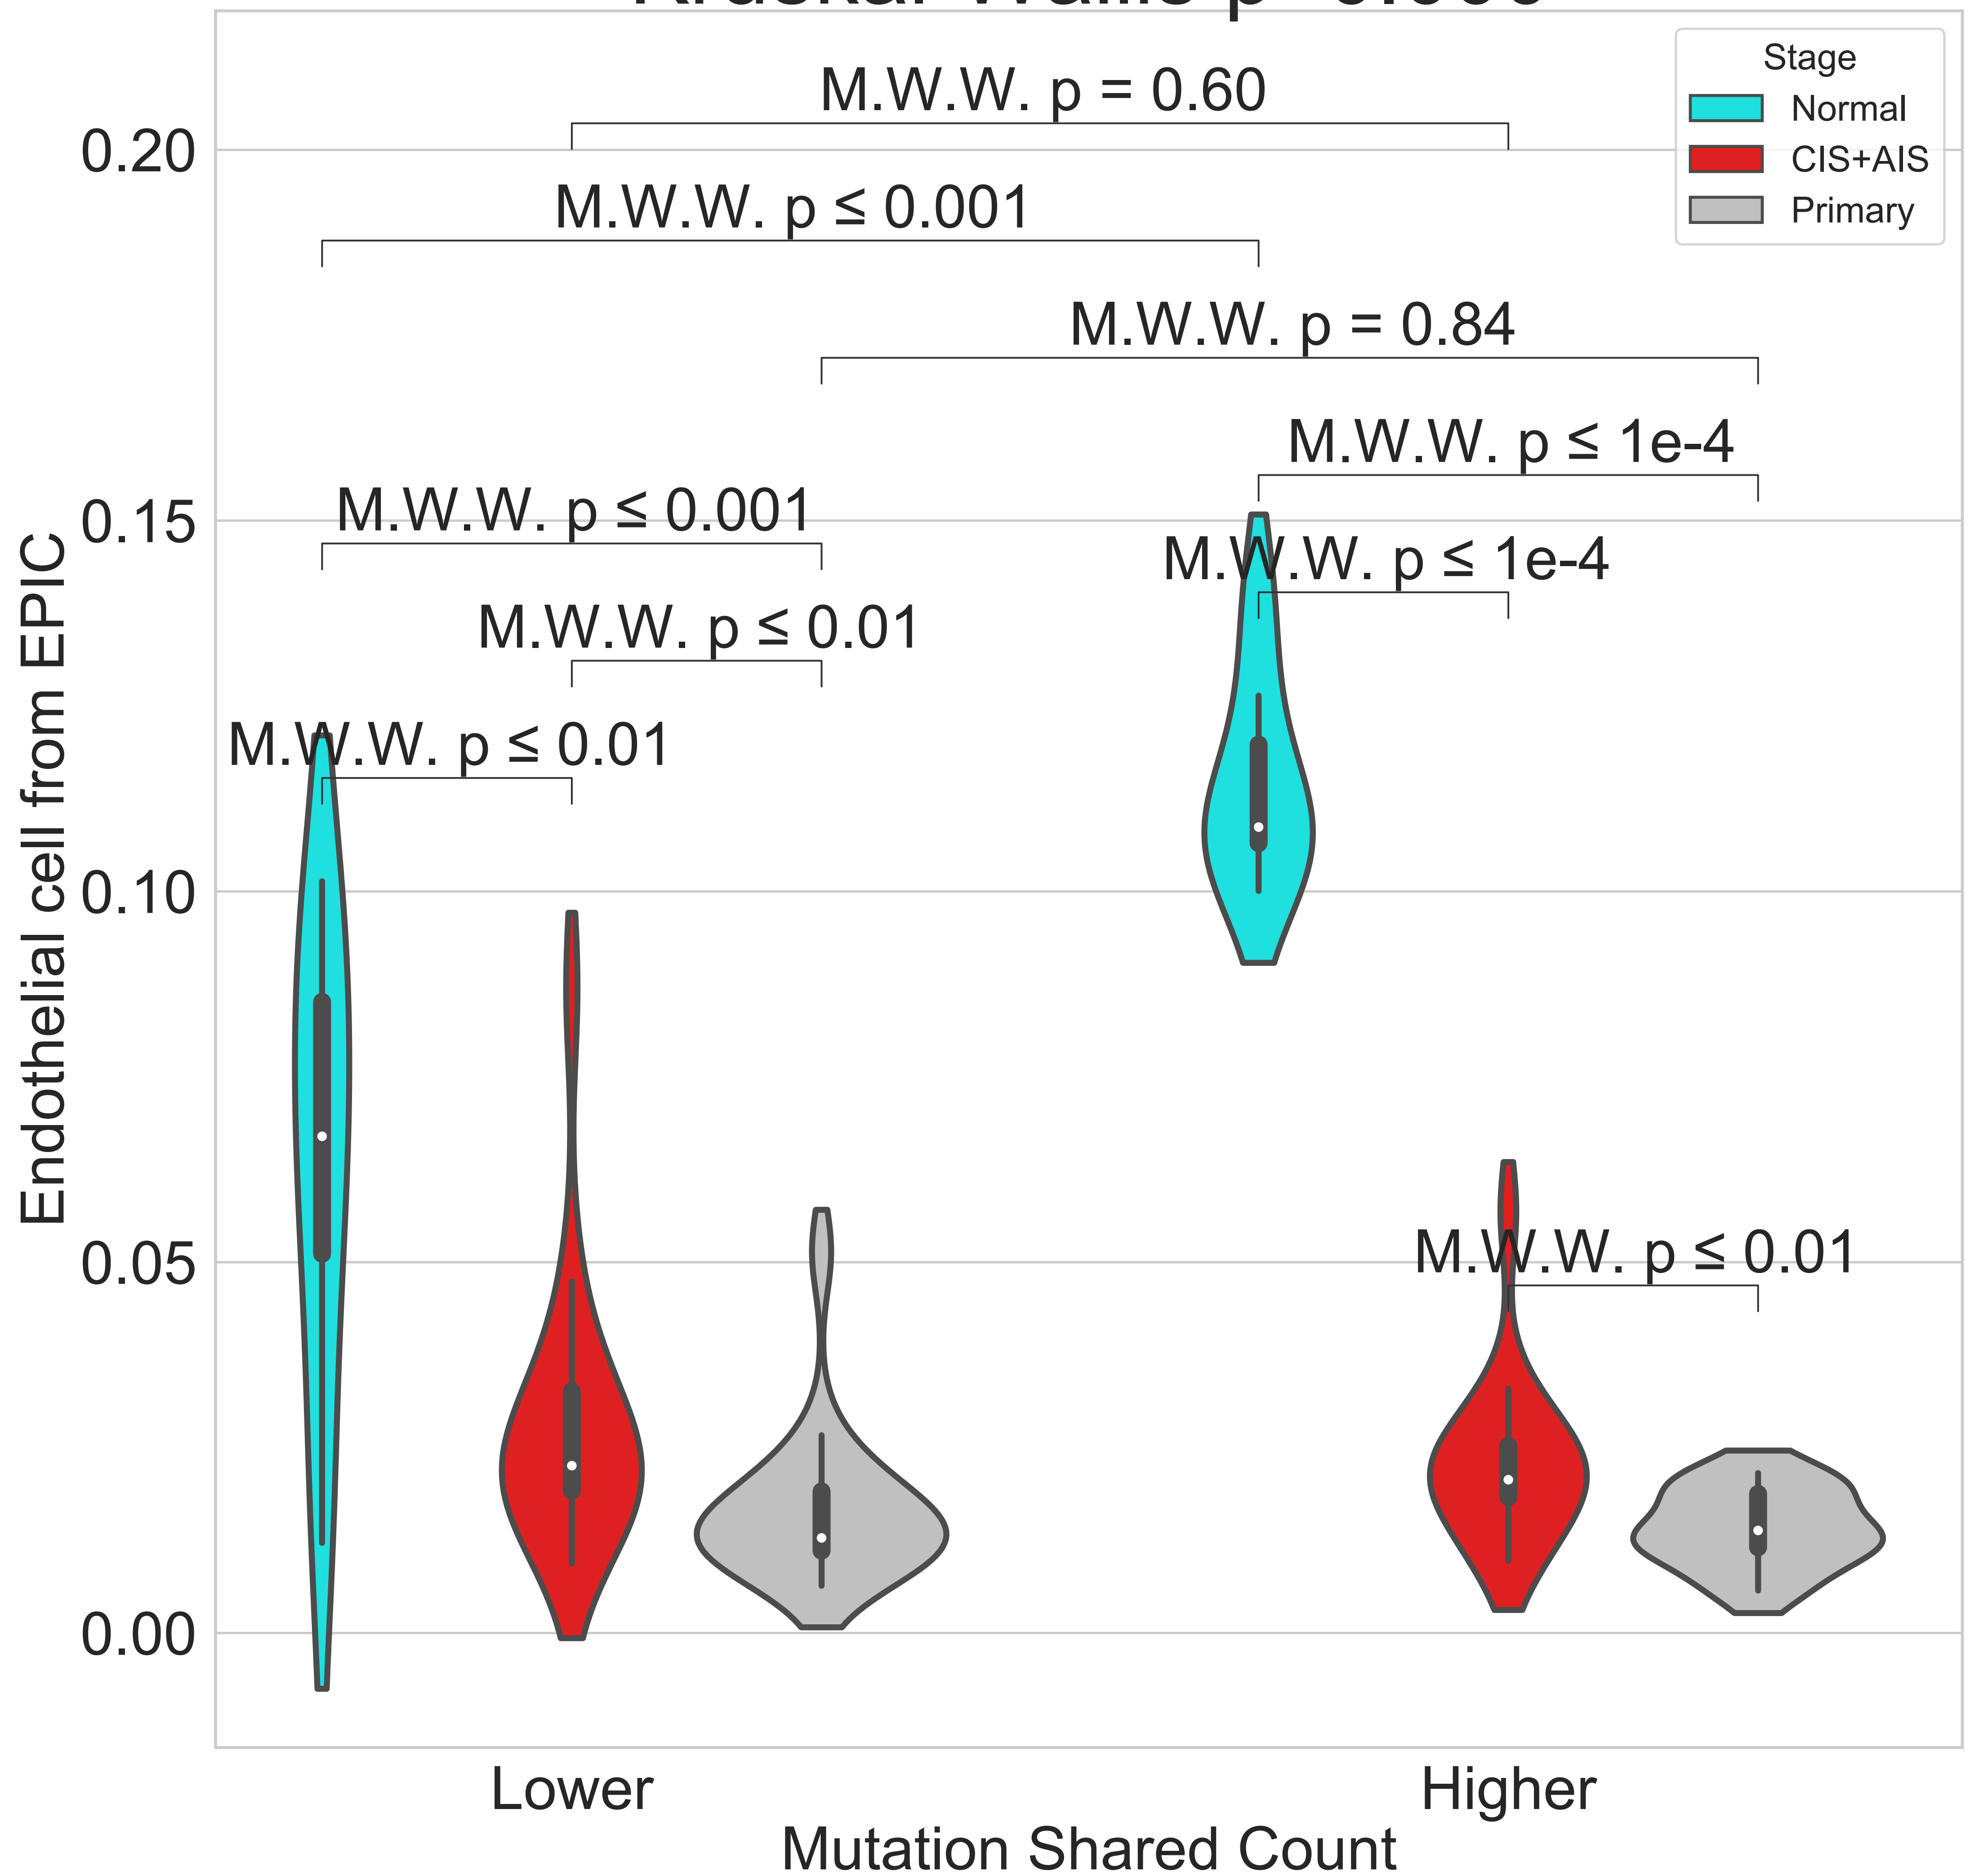 Stage
Normal
CIS+AIS
Primary
M.W.W. p = 0.60
M.W.W. p ≤ 0.001
M.W.W. p = 0.84
M.W.W. p ≤ 1e-4
M.W.W. p ≤ 0.001
M.W.W. p ≤ 1e-4
M.W.W. p ≤ 0.01
M.W.W. p ≤ 0.01
M.W.W. p ≤ 0.01
0.20
0.15
0.10
0.05
0.00
Endothelial cell from EPIC
Lower
Higher
Mutation Shared Count